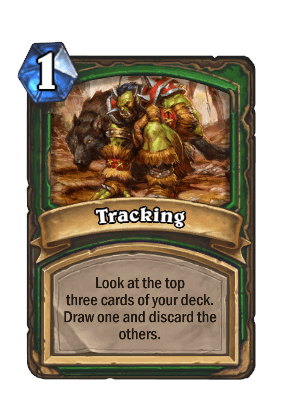 1
Tracking
Look at the top
three cards of your deck.
Draw one and discard the
others.